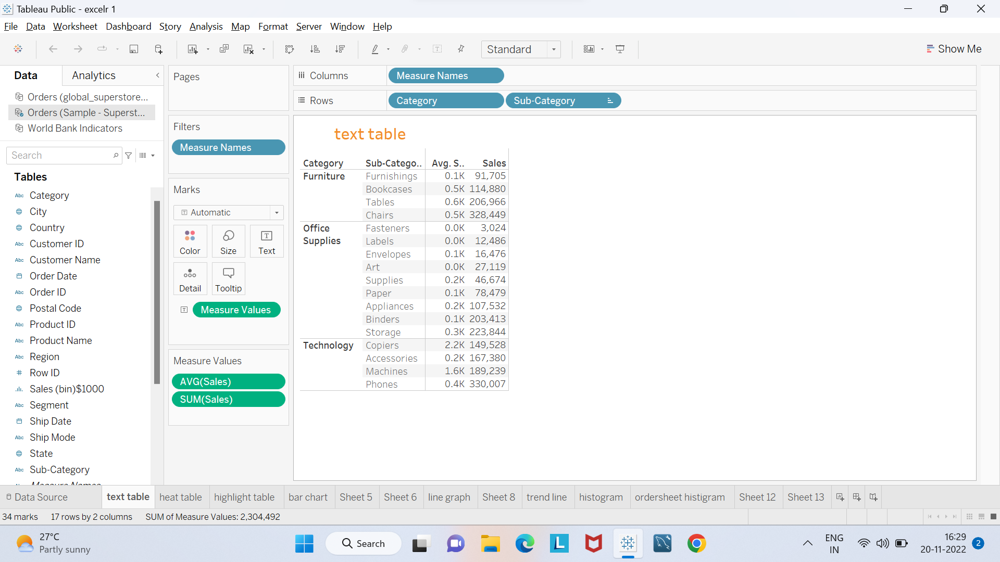 Tableau Public - excelr 1
File Data Worksheet Dashboard Story Analysis Map Format Server Window Help
Standard
Show Me
Data Analytics
Orders (global_superstore...
Orders (Sample - Superst...
World Bank Indicators
Search
Tables
Abc Category
City
Country
Abc Customer ID
Abc Customer Name
Order Date
Abc Order ID
Postal Code
Abc Product ID
Abc Product Name
Abc Region
# Row ID
Sales (bin)$1000
Abc Segment
Ship Date
Abc Ship Mode
State
Abc Sub-Category
Measure Names
Pages
Filters
Measure Names
Marks
Automatic
Color Size Text
Detail Tooltip
Measure Values
Measure Values
AVG(Sales)
SUM(Sales)
Columns Measure Names
Rows Category Sub-Category
text table
Category Sub-Catego.. Avg. S.. Sales
Furniture Furnishings 0.1K 91,705
Bookcases 0.5K 114,880
Tables 0.6K 206,966
Chairs 0.5K 328,449
Office Fasteners 0.0K 3,024
Supplies Labels 0.0K 12,486
Envelopes 0.1K 16,476
Art 0.0K 27,119
Supplies 0.2K 46,674
Paper 0.1K 78,479
Appliances 0.2K 107,532
Binders 0.1K 203,413
Storage 0.3K 223,844
Technology Copiers 2.2K 149,528
Accessories 0.2K 167,380
Machines 1.6K 189,239
Phones 0.4K 330,007
Data Source text table heat table highlight table bar chart Sheet 5 Sheet 6 line graph Sheet 8 trend line histogram ordersheet histigram Sheet 12 Sheet 13
34 marks 17 rows by 2 columns SUM of Measure Values: 2,304,492
27°C
Partly sunny
Search
L
ENG
IN
16:29
20-11-2022
2